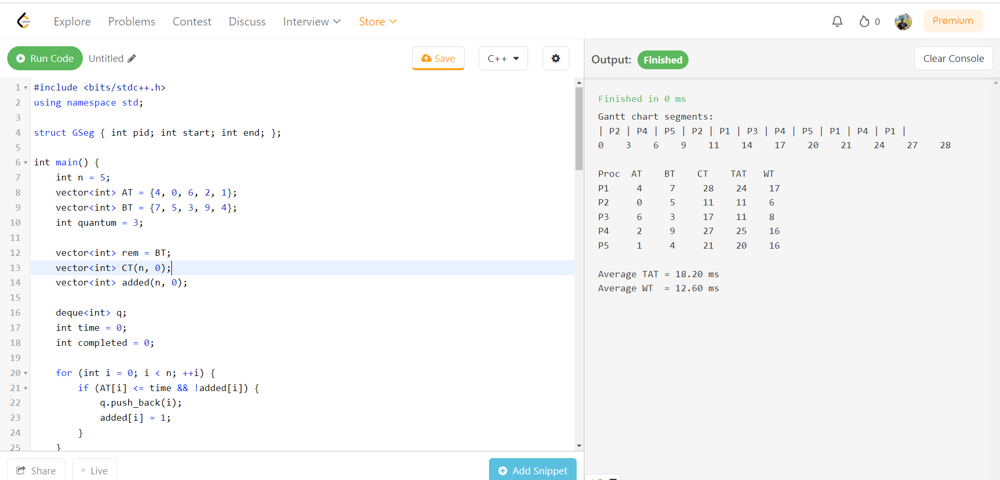 Explore Problems Contest Discuss Interview Store 0 Premium
Run Code Untitled Save C++
1 #include <bits/stdc++.h>
2 using namespace std;
3
4 struct GSeg { int pid; int start; int end; };
5
6 int main() {
7     int n = 5;
8     vector<int> AT = {4, 0, 6, 2, 1};
9     vector<int> BT = {7, 5, 3, 9, 4};
10     int quantum = 3;
11
12     vector<int> rem = BT;
13     vector<int> CT(n, 0);
14     vector<int> added(n, 0);
15
16     deque<int> q;
17     int time = 0;
18     int completed = 0;
19
20     for (int i = 0; i < n; ++i) {
21         if (AT[i] <= time && !added[i]) {
22             q.push_back(i);
23             added[i] = 1;
24         }
25     }
Share Live Add Snippet
Output: Finished Clear Console
Finished in 0 ms
Gantt chart segments:
| P2 | P4 | P5 | P2 | P1 | P3 | P4 | P5 | P1 | P4 | P1 |
0    3    6    9    11    14    17    20    21    24    27    28
Proc  AT    BT    CT    TAT   WT
P1     4     7     28    24    17
P2     0     5     11    11    6
P3     6     3     17    11    8
P4     2     9     27    25    16
P5     1     4     21    20    16
Average TAT = 18.20 ms
Average WT  = 12.60 ms